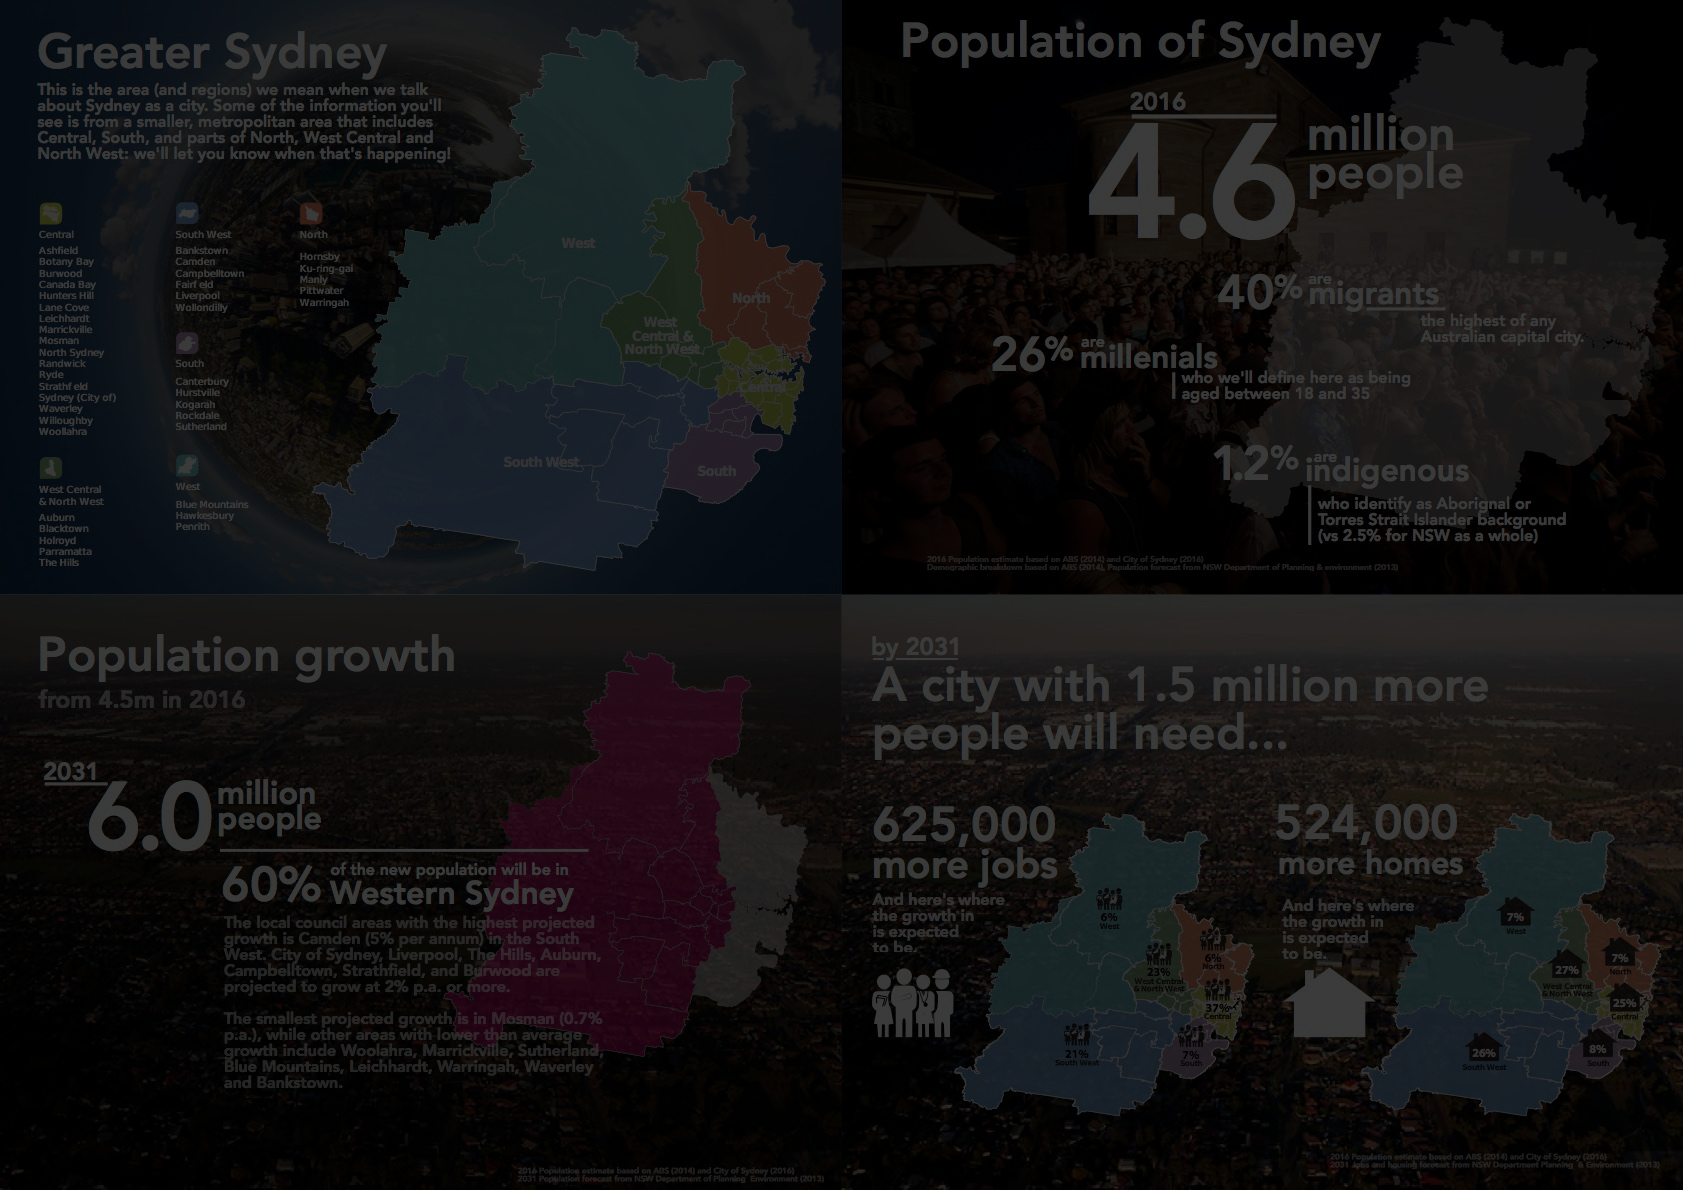 Greater Sydney
This is the area (and regions) we mean when we talk
about Sydney as a city. Some of the information you'll
see is from a smaller, metropolitan area that includes
Central, South, and parts of North, West Central and
North West: we'll let you know when that's happening!
Central
Ashfield
Botany Bay
Burwood
Canada Bay
Hunters Hill
Lane Cove
Leichhardt
Marrickville
Mosman
North Sydney
Randwick
Ryde
Strathf eld
Sydney (City of)
Waverley
Willoughby
Woollahra
West Central
& North West
Auburn
Blacktown
Holroyd
Parramatta
The Hills
South West
Bankstown
Camden
Campbelltown
Fairf eld
Liverpool
Wollondilly
South
Canterbury
Hurstville
Kogarah
Rockdale
Sutherland
West
Blue Mountains
Hawkesbury
Penrith
North
Hornsby
Ku-ring-gai
Manly
Pittwater
Warringah
West
North
West
Central &
North West
Central
South West
South
Population of Sydney
2016
4.6 million
people
40% are
migrants
the highest of any
Australian capital city.
26% are
millenials
who we'll define here as being
aged between 18 and 35
1.2% are
indigenous
who identify as Aborignal or
Torres Strait Islander background
(vs 2.5% for NSW as a whole)
2016 Population estimate based on ABS (2014) and City of Sydney (2016)
Demographic breakdown based on ABS (2014), Population forecast from NSW Department of Planning & environment (2013)
Population growth
from 4.5m in 2016
2031
6.0 million
people
60% of the new population will be in
Western Sydney
The local council areas with the highest projected
growth is Camden (5% per annum) in the South
West. City of Sydney, Liverpool, The Hills, Auburn,
Campbelltown, Strathfield, and Burwood are
projected to grow at 2% p.a. or more.
The smallest projected growth is in Mosman (0.7%
p.a.), while other areas with lower than average
growth include Woolahra, Marrickville, Sutherland,
Blue Mountains, Leichhardt, Warringah, Waverley
and Bankstown.
2016 Population estimate based on ABS (2014) and City of Sydney (2016)
2031 Population forecast from NSW Department of Planning & Environment (2013)
by 2031
A city with 1.5 million more
people will need...
625,000
more jobs
And here's where
the growth in
is expected
to be.
6%
West
6%
North
23%
West Central
& North West
37%
Central
21%
South West
7%
South
524,000
more homes
And here's where
the growth in
is expected
to be.
7%
West
7%
North
27%
West Central
& North West
25%
Central
26%
South West
8%
South
2016 Population estimate based on ABS (2014) and City of Sydney (2016)
2031 Jobs and housing forecast from NSW Department Planning & Environment (2013)